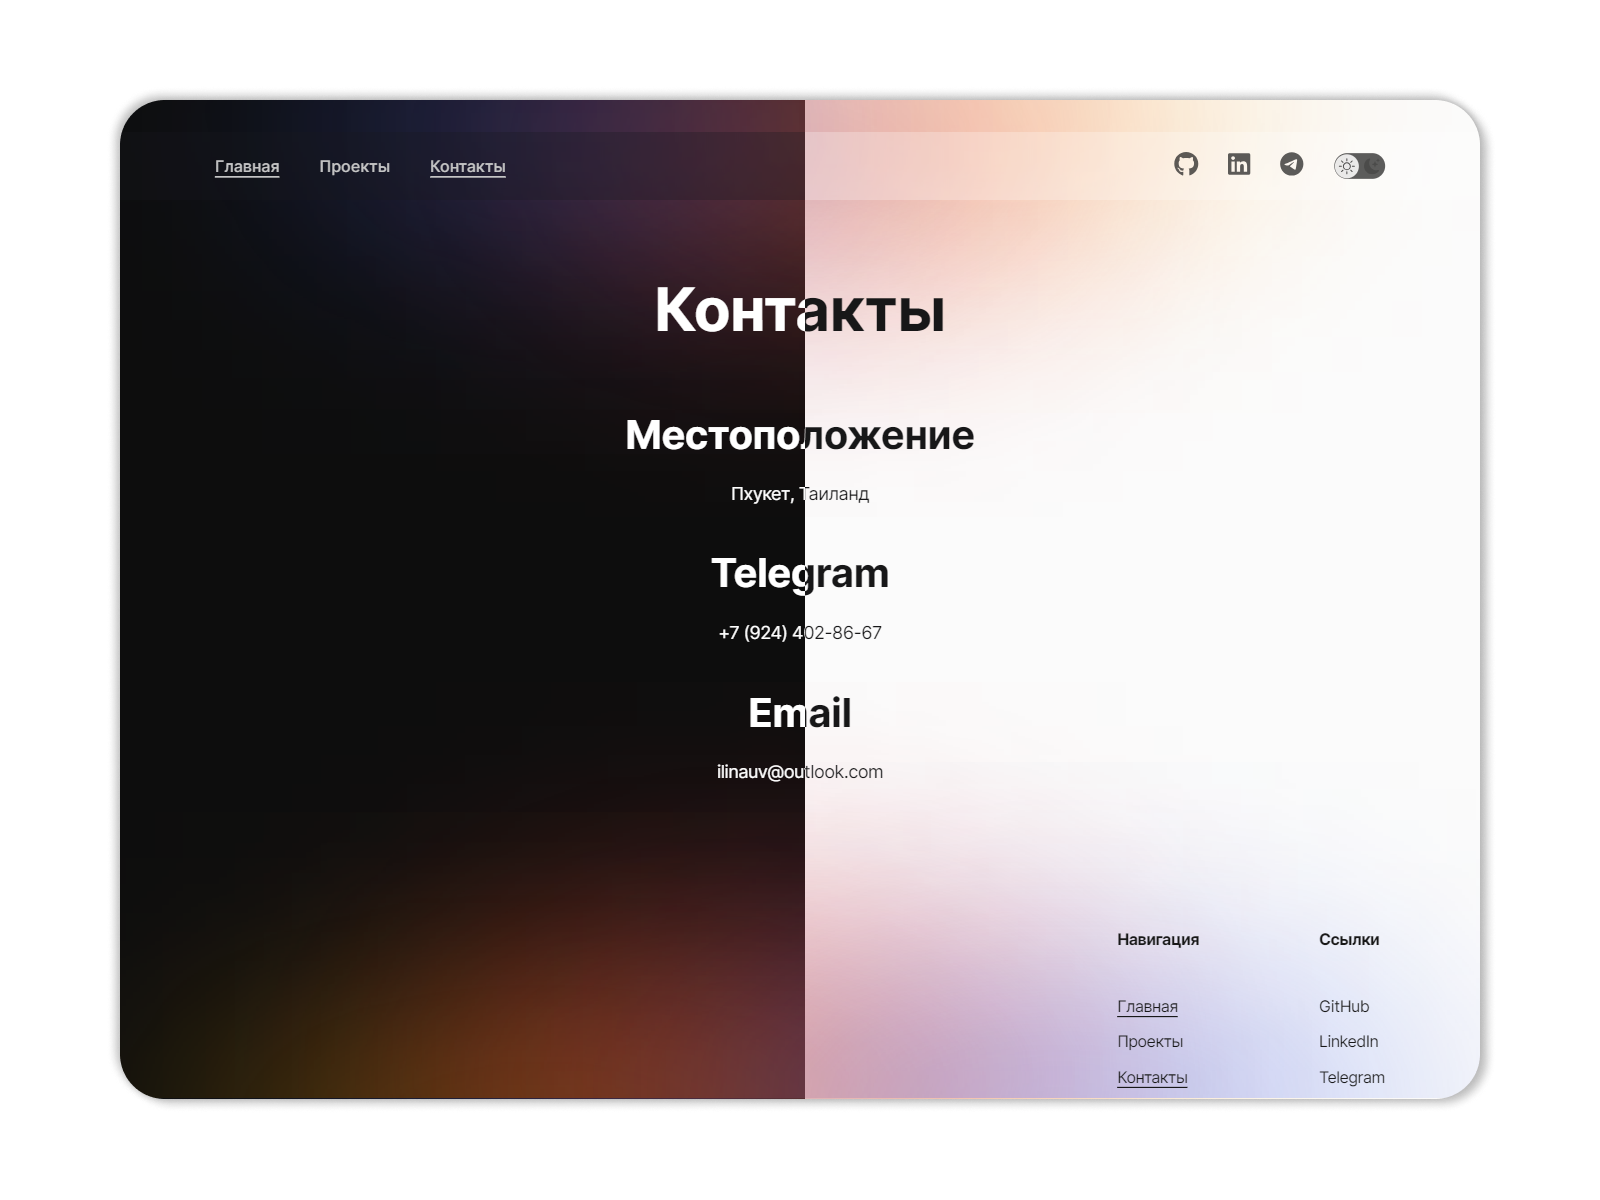 Главная Проекты Контакты
Контакты
Местоположение
Пхукет, Таиланд
Telegram
+7 (924) 402-86-67
Email
ilinauv@outlook.com
Навигация Ссылки
Главная GitHub
Проекты LinkedIn
Контакты Telegram